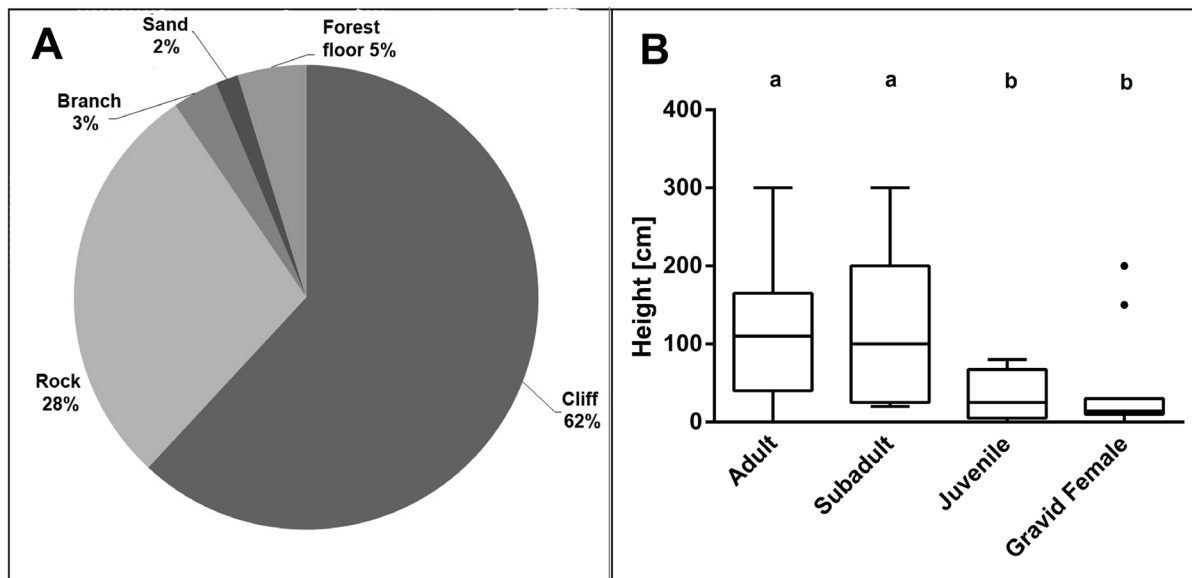 A
Sand
2%
Forest
floor 5%
Branch
3%
Rock
28%
Cliff
62%
B
a a b b
Height [cm]
400
300
200
100
0
Adult
Subadult
Juvenile
Gravid Female